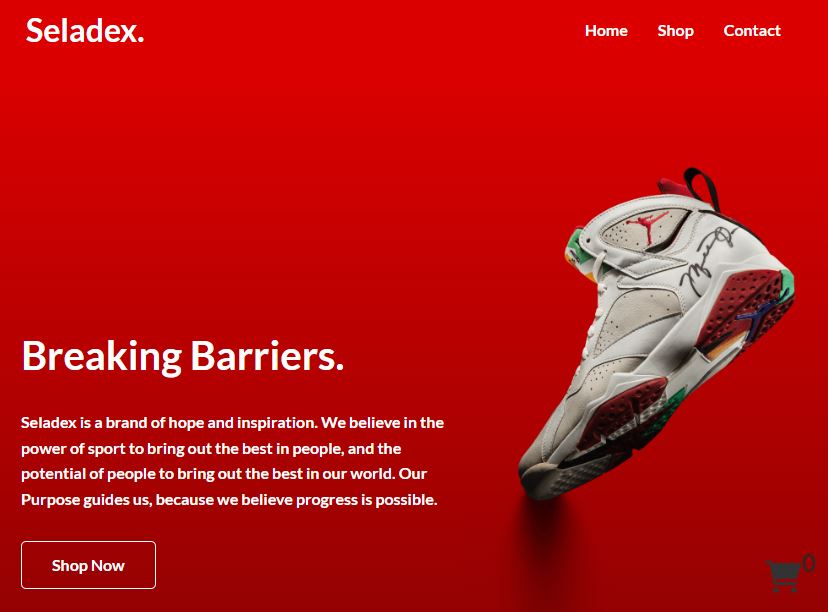 Seladex.
Home Shop Contact
Breaking Barriers.
Seladex is a brand of hope and inspiration. We believe in the
power of sport to bring out the best in people, and the
potential of people to bring out the best in our world. Our
Purpose guides us, because we believe progress is possible.
Shop Now
0